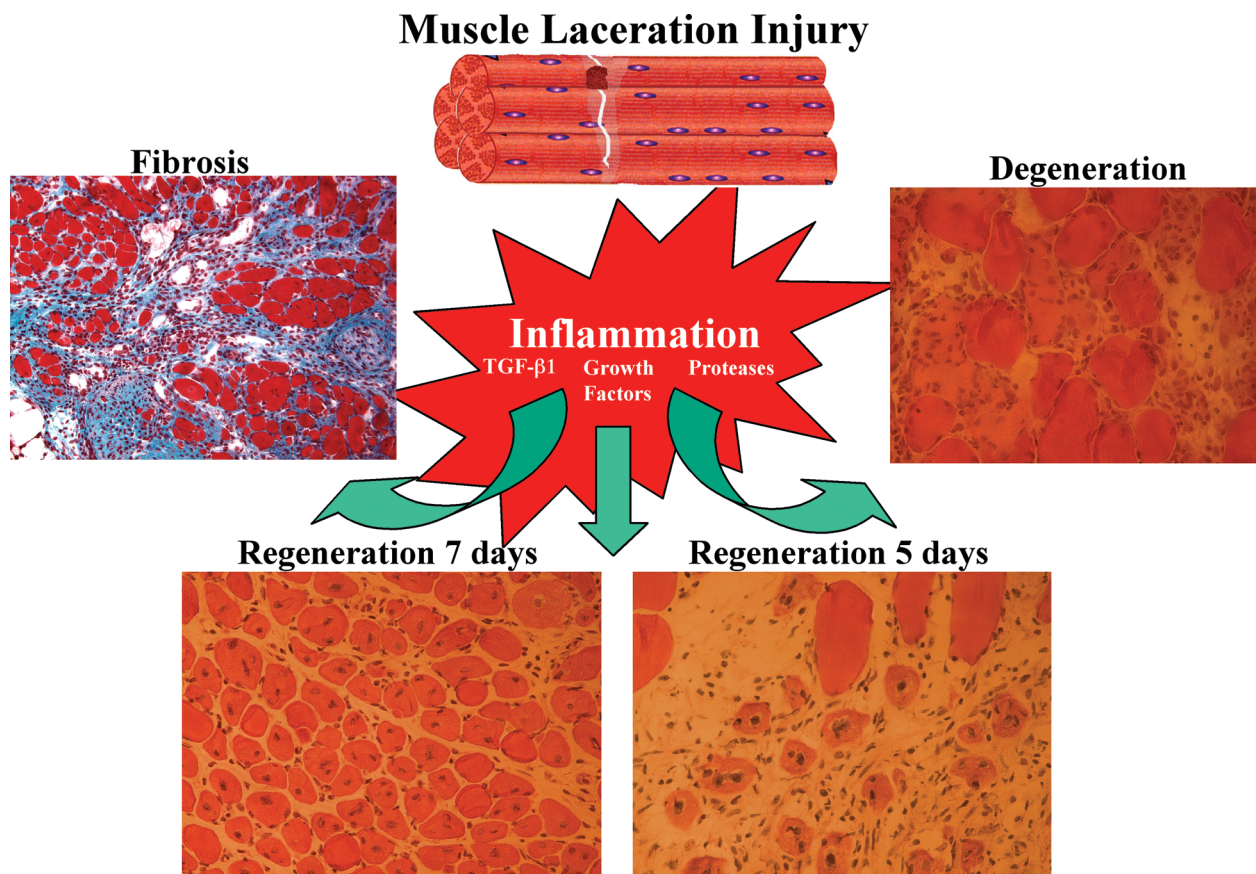 Muscle Laceration Injury
Fibrosis
Degeneration
Inflammation
TGF-β1 Growth Factors Proteases
Regeneration 7 days
Regeneration 5 days